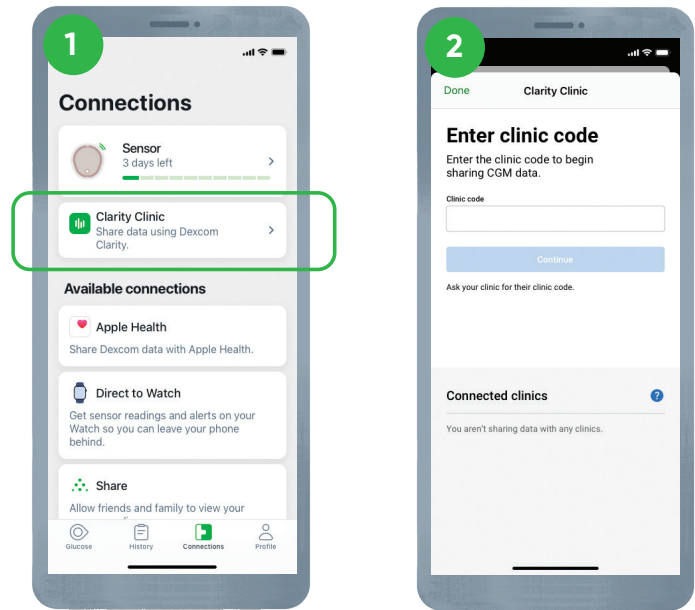 1
Connections
Sensor
3 days left
Clarity Clinic
Share data using Dexcom
Clarity.
Available connections
Apple Health
Share Dexcom data with Apple Health.
Direct to Watch
Get sensor readings and alerts on your
Watch so you can leave your phone
behind.
Share
Allow friends and family to view your
Glucose
History
Connections
Profile
2
Done
Clarity Clinic
Enter clinic code
Enter the clinic code to begin
sharing CGM data.
Clinic code
Continue
Ask your clinic for their clinic code.
Connected clinics
?
You aren't sharing data with any clinics.